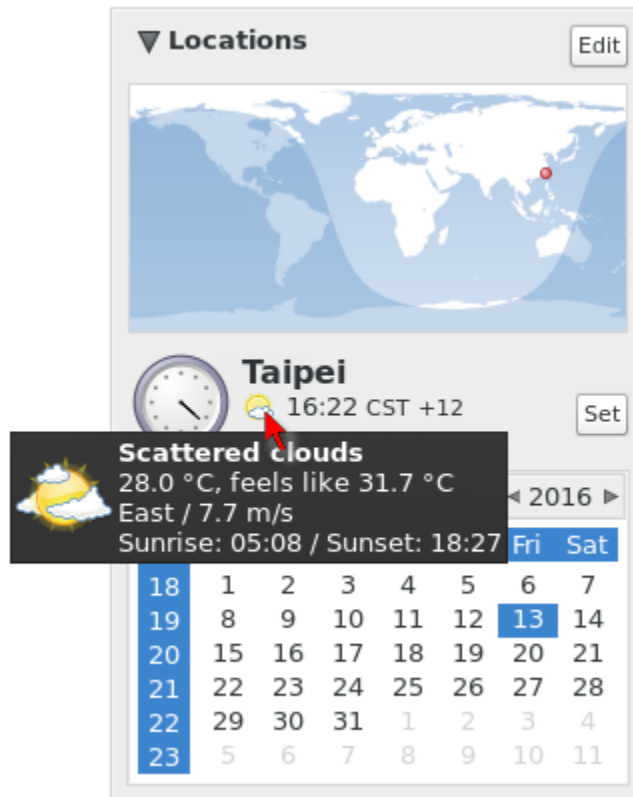 Locations
Edit
Taipei
16:22 CST +12
Set
Scattered clouds
28.0 °C, feels like 31.7 °C
East / 7.7 m/s
Sunrise: 05:08 / Sunset: 18:27
2016
Fri Sat
18 1 2 3 4 5 6 7
19 8 9 10 11 12 13 14
20 15 16 17 18 19 20 21
21 22 23 24 25 26 27 28
22 29 30 31 1 2 3 4
23 5 6 7 8 9 10 11